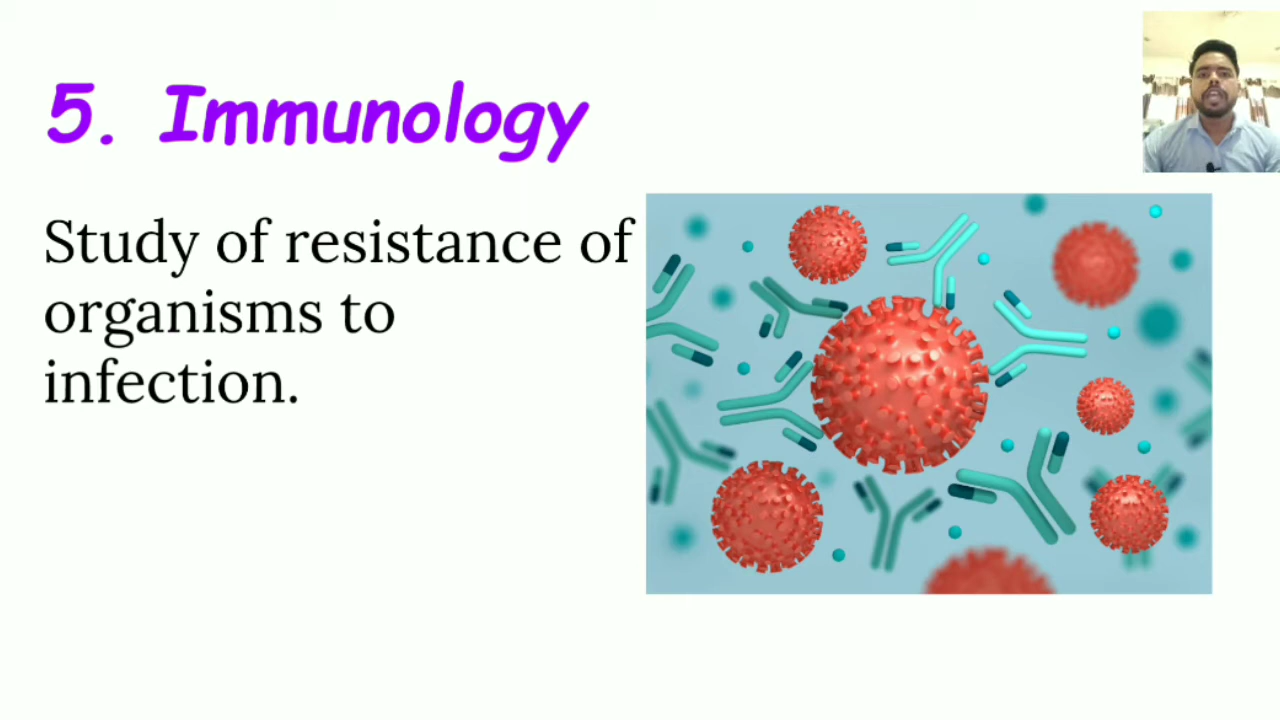 5. Immunology
Study of resistance of
organisms to
infection.